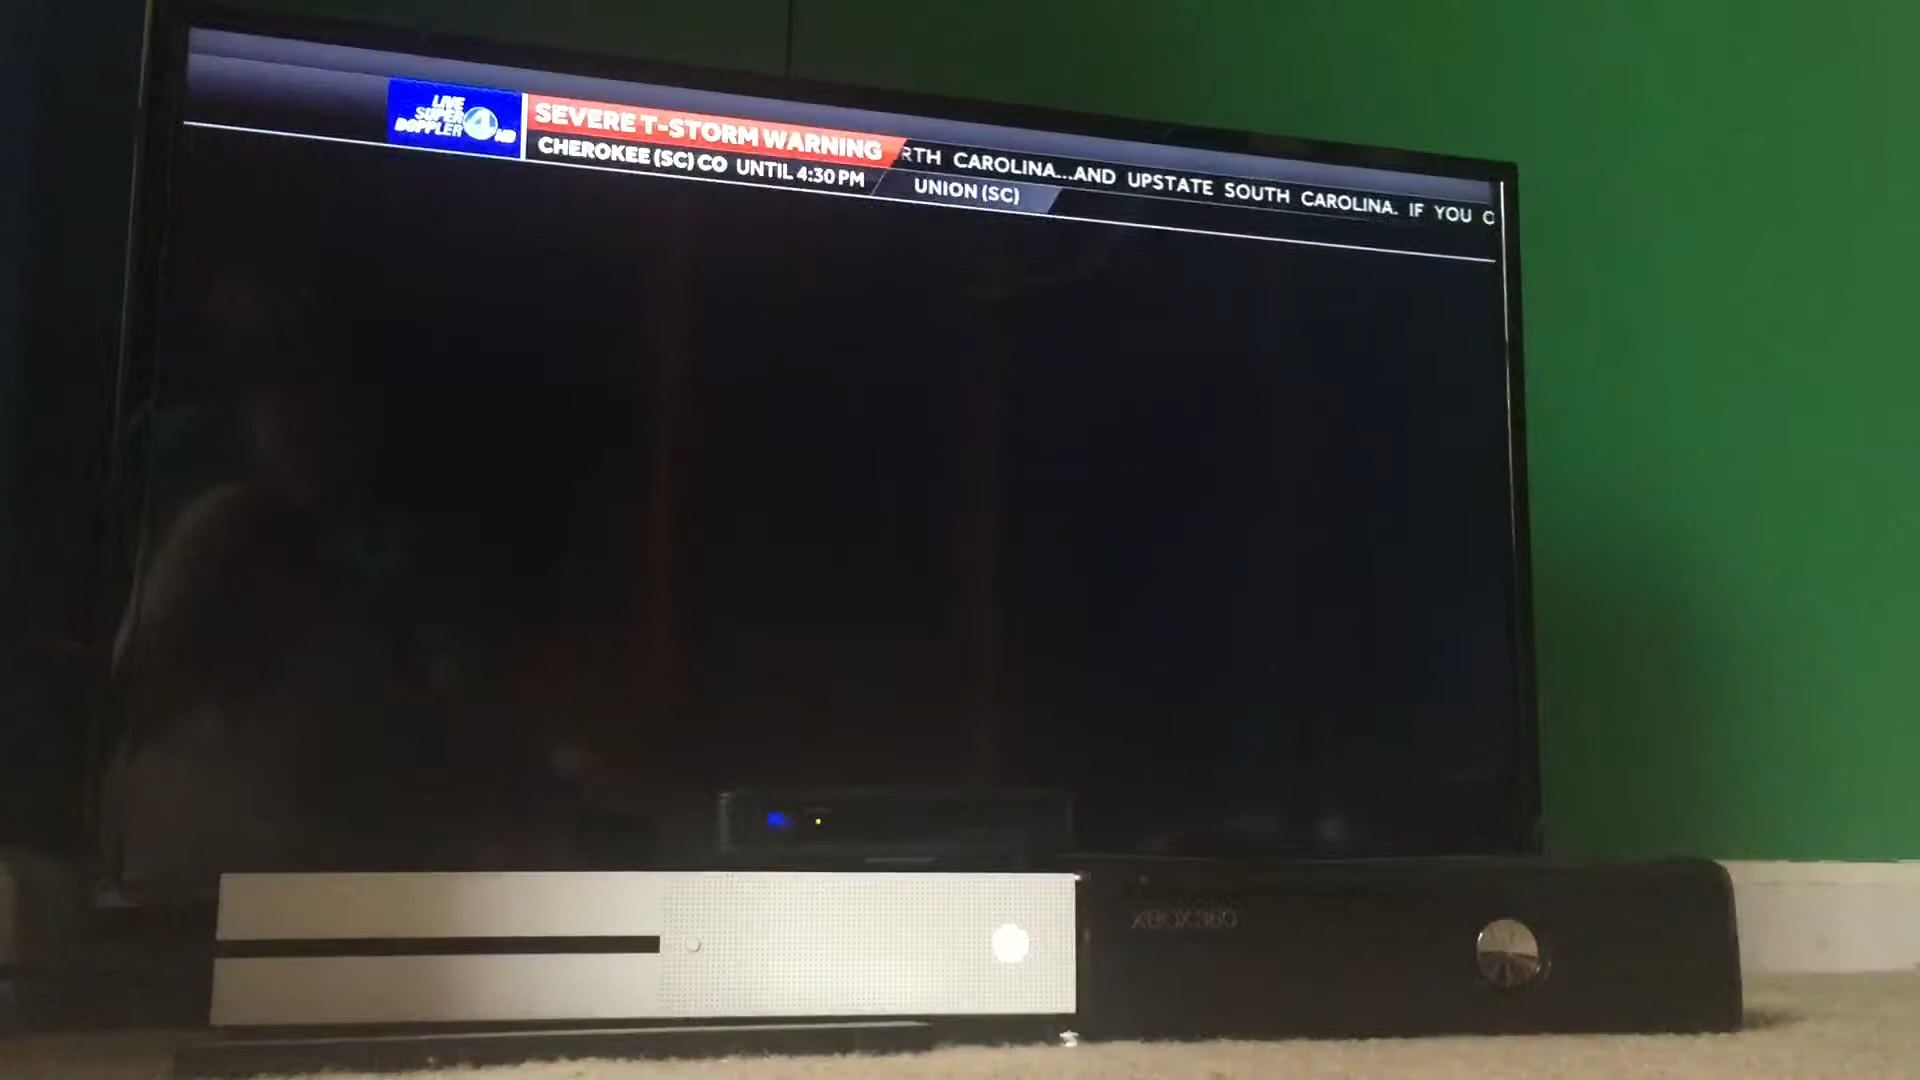 LIVE
SUPER
DOPPLER 4 HD
SEVERE T-STORM WARNING
CHEROKEE (SC) CO UNTIL 4:30 PM
RTH CAROLINA...AND UPSTATE SOUTH CAROLINA. IF YOU
UNION (SC)
XBOX 360